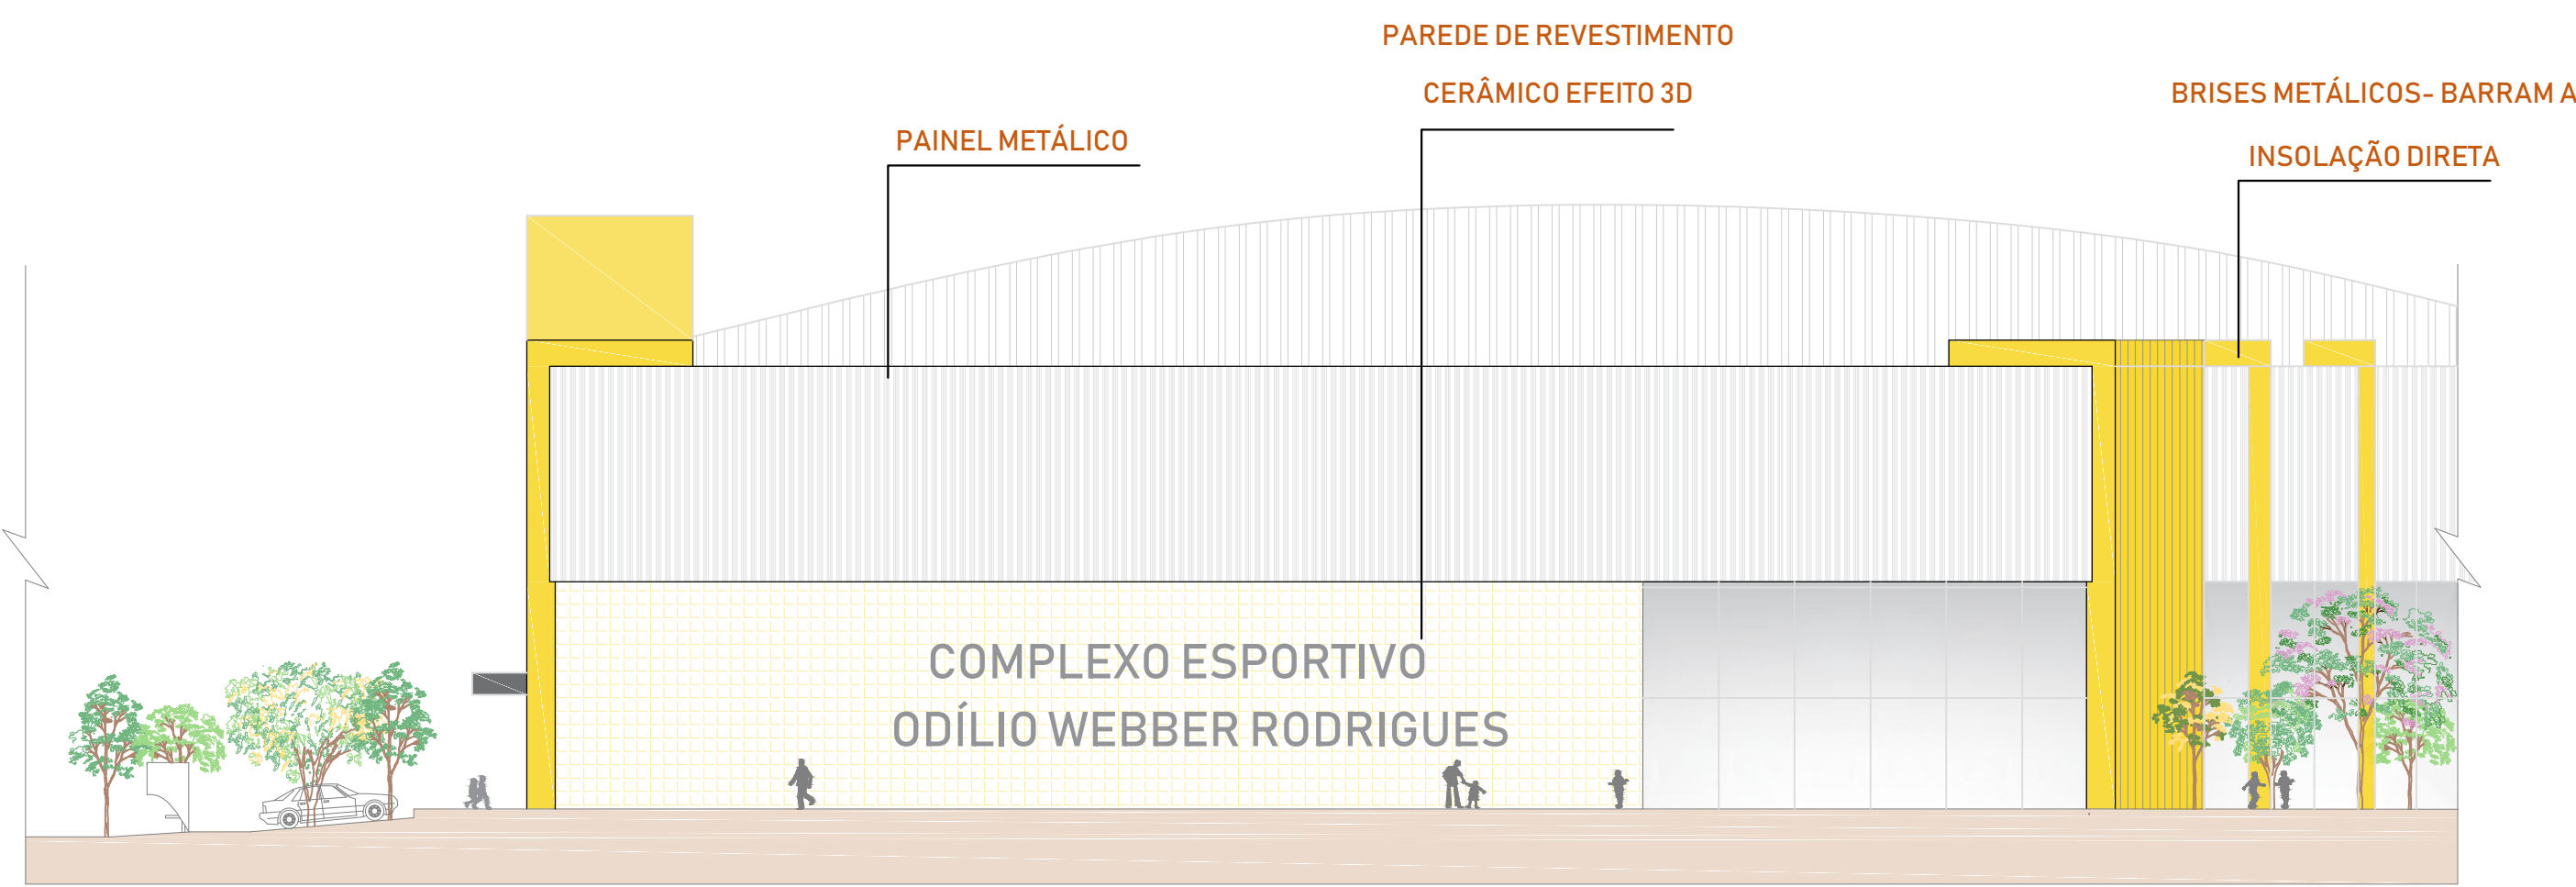 PAREDE DE REVESTIMENTO
CERÂMICO EFEITO 3D
BRISES METÁLICOS- BARRAM A
INSOLAÇÃO DIRETA
PAINEL METÁLICO
COMPLEXO ESPORTIVO
ODÍLIO WEBBER RODRIGUES